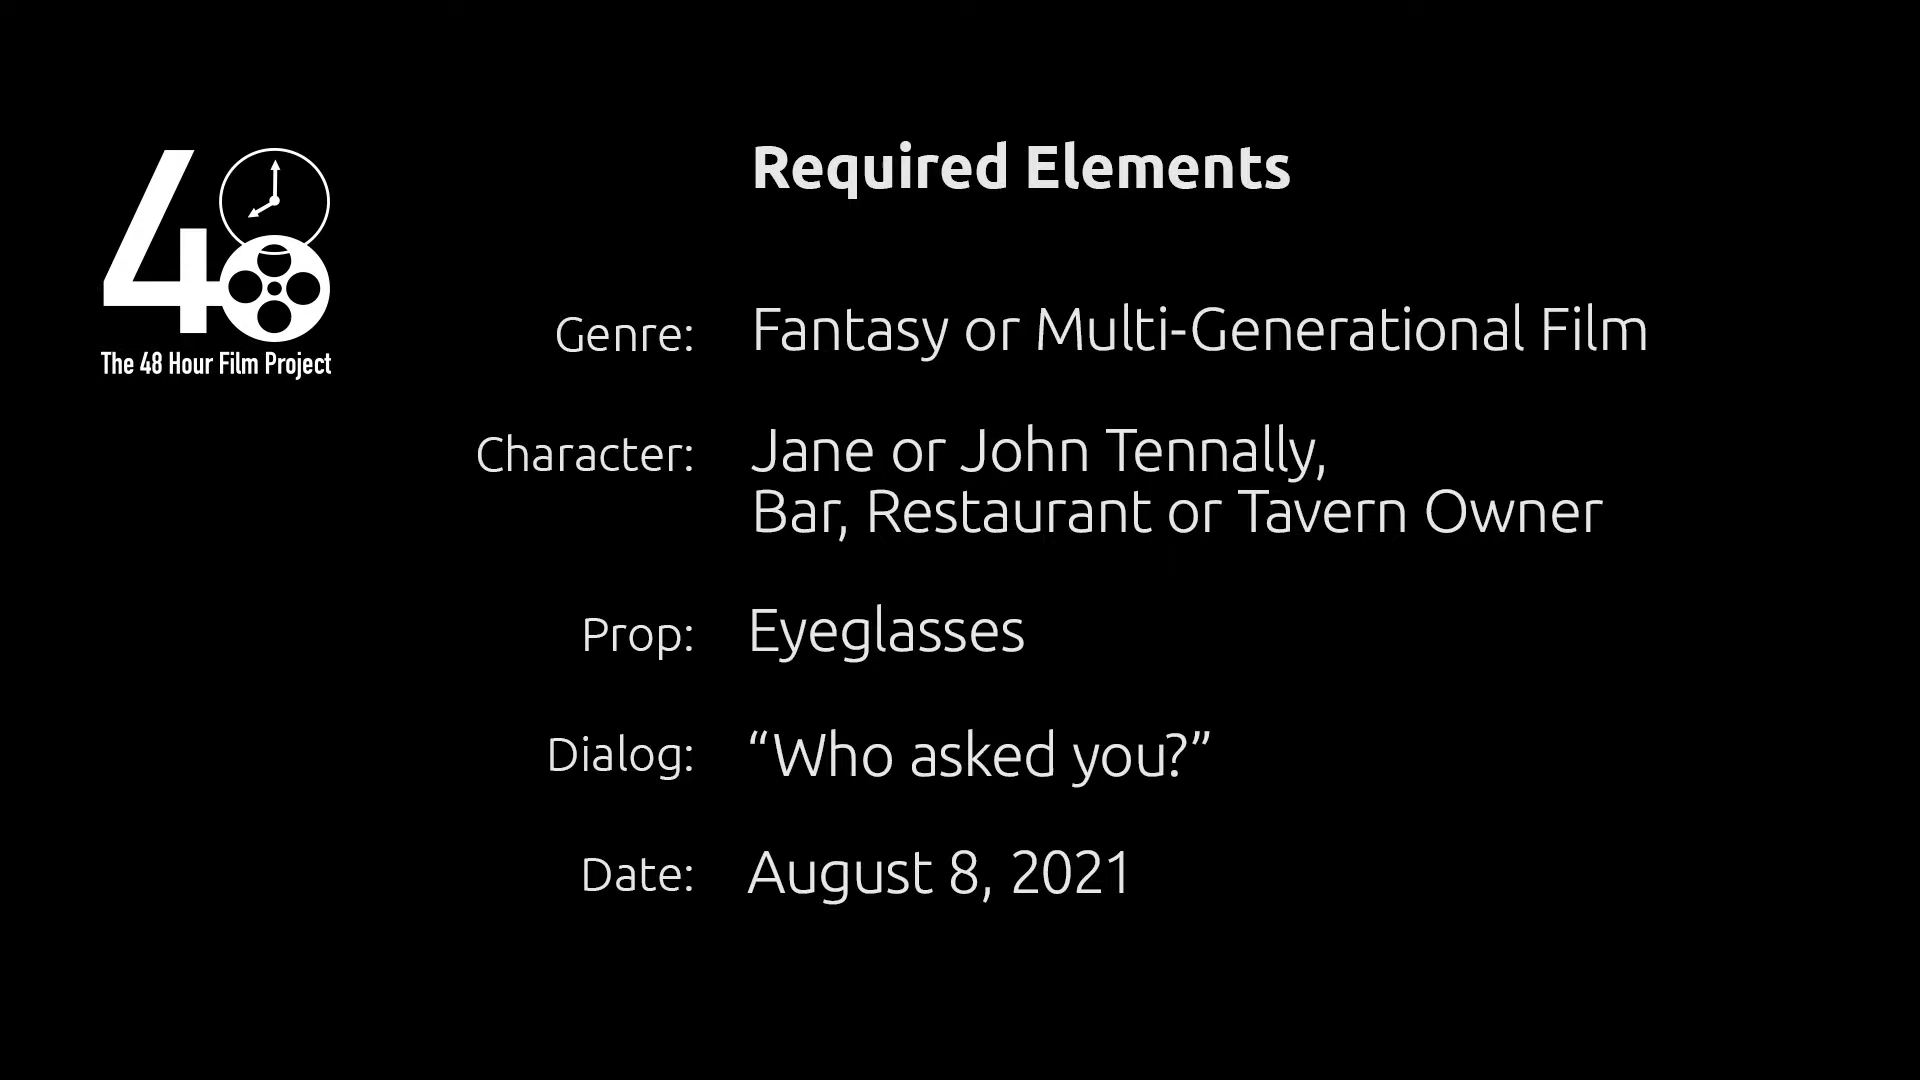 48
The 48 Hour Film Project
Required Elements
Genre: Fantasy or Multi-Generational Film
Character: Jane or John Tennally,
Bar, Restaurant or Tavern Owner
Prop: Eyeglasses
Dialog: “Who asked you?”
Date: August 8, 2021